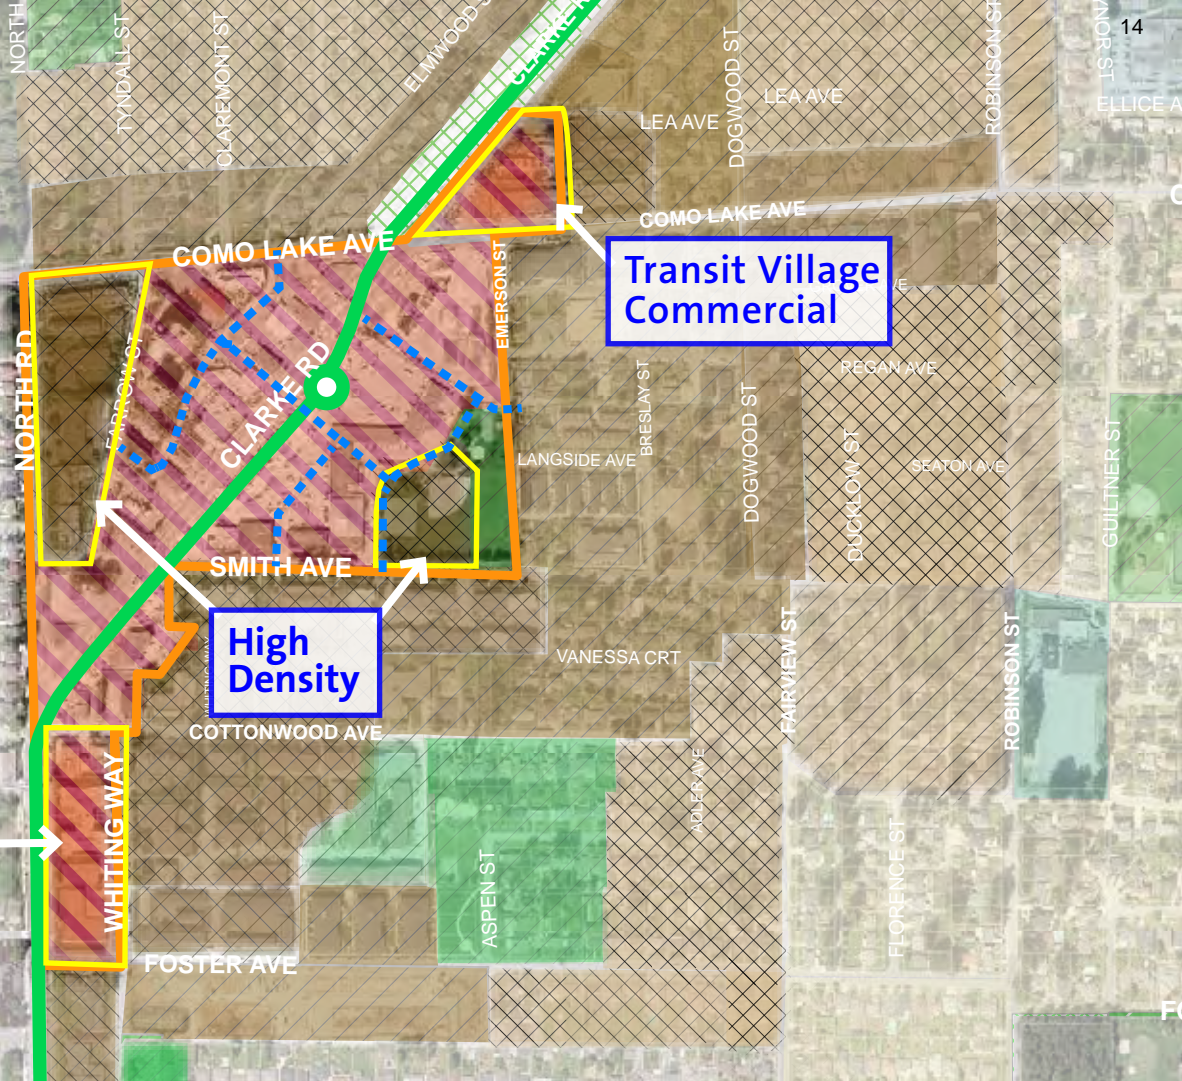 14
NORTH
TYNDALL ST
CLAREMONT ST
ELMWOOD
CLARKE R
DOGWOOD ST
LEA AVE
LEA AVE
ROBINSON ST
ELLICE A
COMO LAKE AVE
COMO LAKE AVE
Transit Village
Commercial
EMERSON ST
NORTH RD
FARROW ST
CLARKE RD
BRESLAY ST
REGAN AVE
LANGSIDE AVE
DOGWOOD ST
DUCKLOW ST
SEATON AVE
GUILTNER ST
SMITH AVE
High
Density
WHITING WAY
VANESSA CRT
FAIRVIEW ST
ROBINSON ST
COTTONWOOD AVE
ADLER AVE
WHITING WAY
ASPEN ST
FLORENCE ST
FOSTER AVE
FO